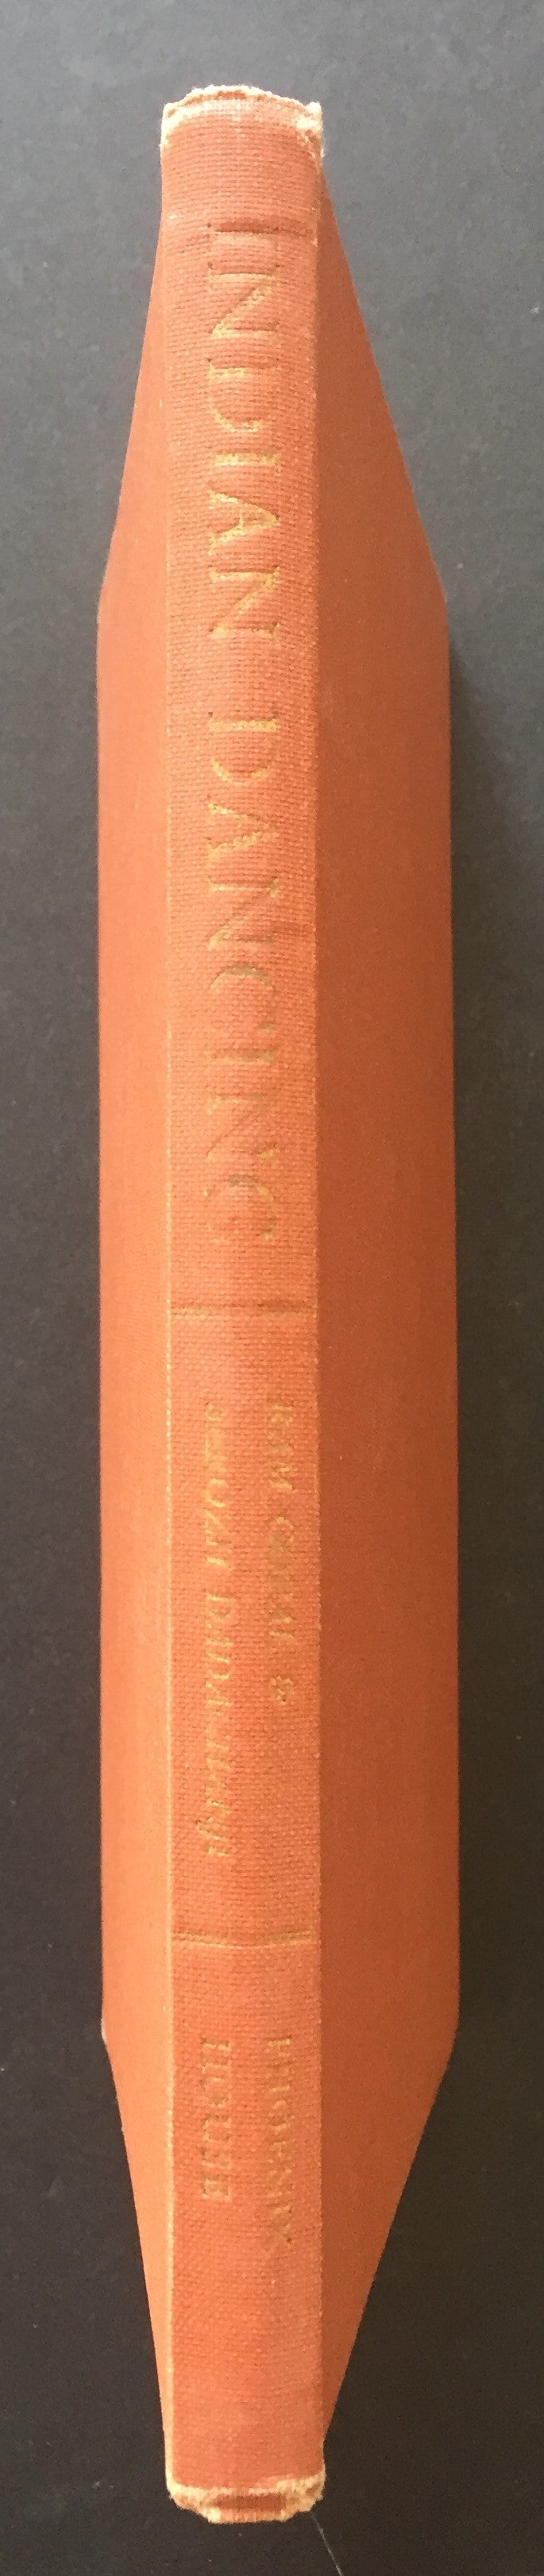 INDIAN DANCING
RAM GOPAL &
SEROZH DADACHANJI
PHOENIX
HOUSE